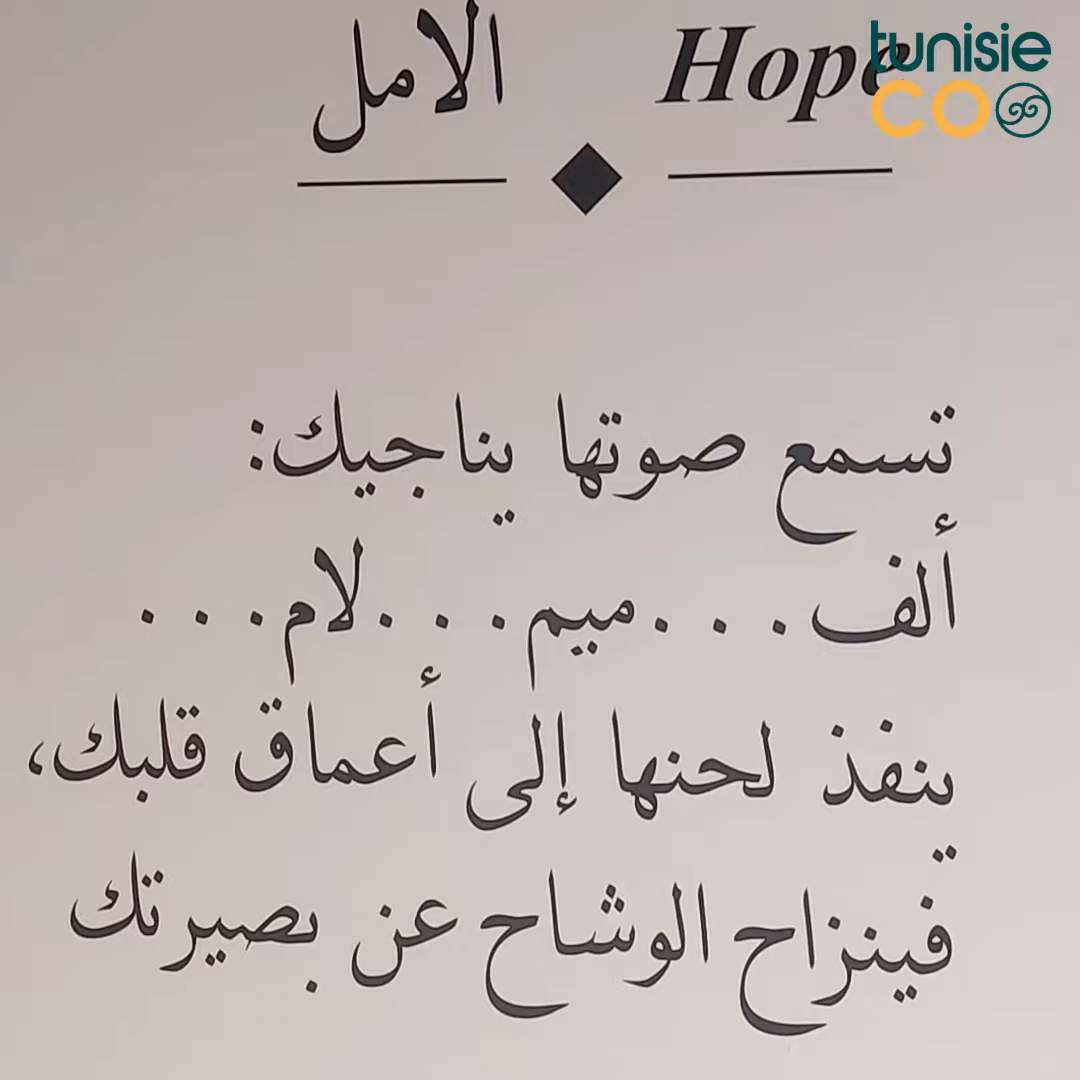 الامل Hope
tunisie
CO
تسمع صوتها يناجيك:
ألف. . .ميم. . .لام. . .
ينفذ لحنها إلى أعماق قلبك،
فينزاح الوشاح عن بصيرتك